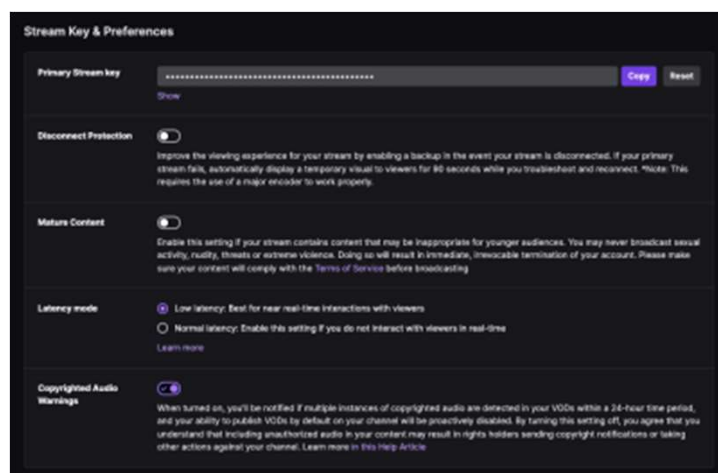 Stream Key & Preferences
Primary Stream key
Copy
Reset
Show
Disconnect Protection
Improve the viewing experience for your stream by enabling a backup in the event your stream is disconnected. If your primary
stream fails, automatically display a temporary visual to viewers for 90 seconds while you troubleshoot and reconnect. *Note: This
requires the use of a major encoder to work properly.
Mature Content
Enable this setting if your stream contains content that may be inappropriate for younger audiences. You may never broadcast sexual
activity, nudity, threats or extreme violence. Doing so will result in immediate, irrevocable termination of your account. Please make
sure your content will comply with the Terms of Service before broadcasting
Latency mode
Low latency: Best for near real-time interactions with viewers
Normal latency: Enable this setting if you do not interact with viewers in real-time
Learn more
Copyrighted Audio
Warnings
When turned on, you'll be notified if multiple instances of copyrighted audio are detected in your VODs within a 24-hour time period,
and your ability to publish VODs by default on your channel will be proactively disabled. By turning this setting off, you agree that you
understand that including unauthorized audio in your content may result in rights holders sending copyright notifications or taking
other actions against your channel. Learn more in this Help Article